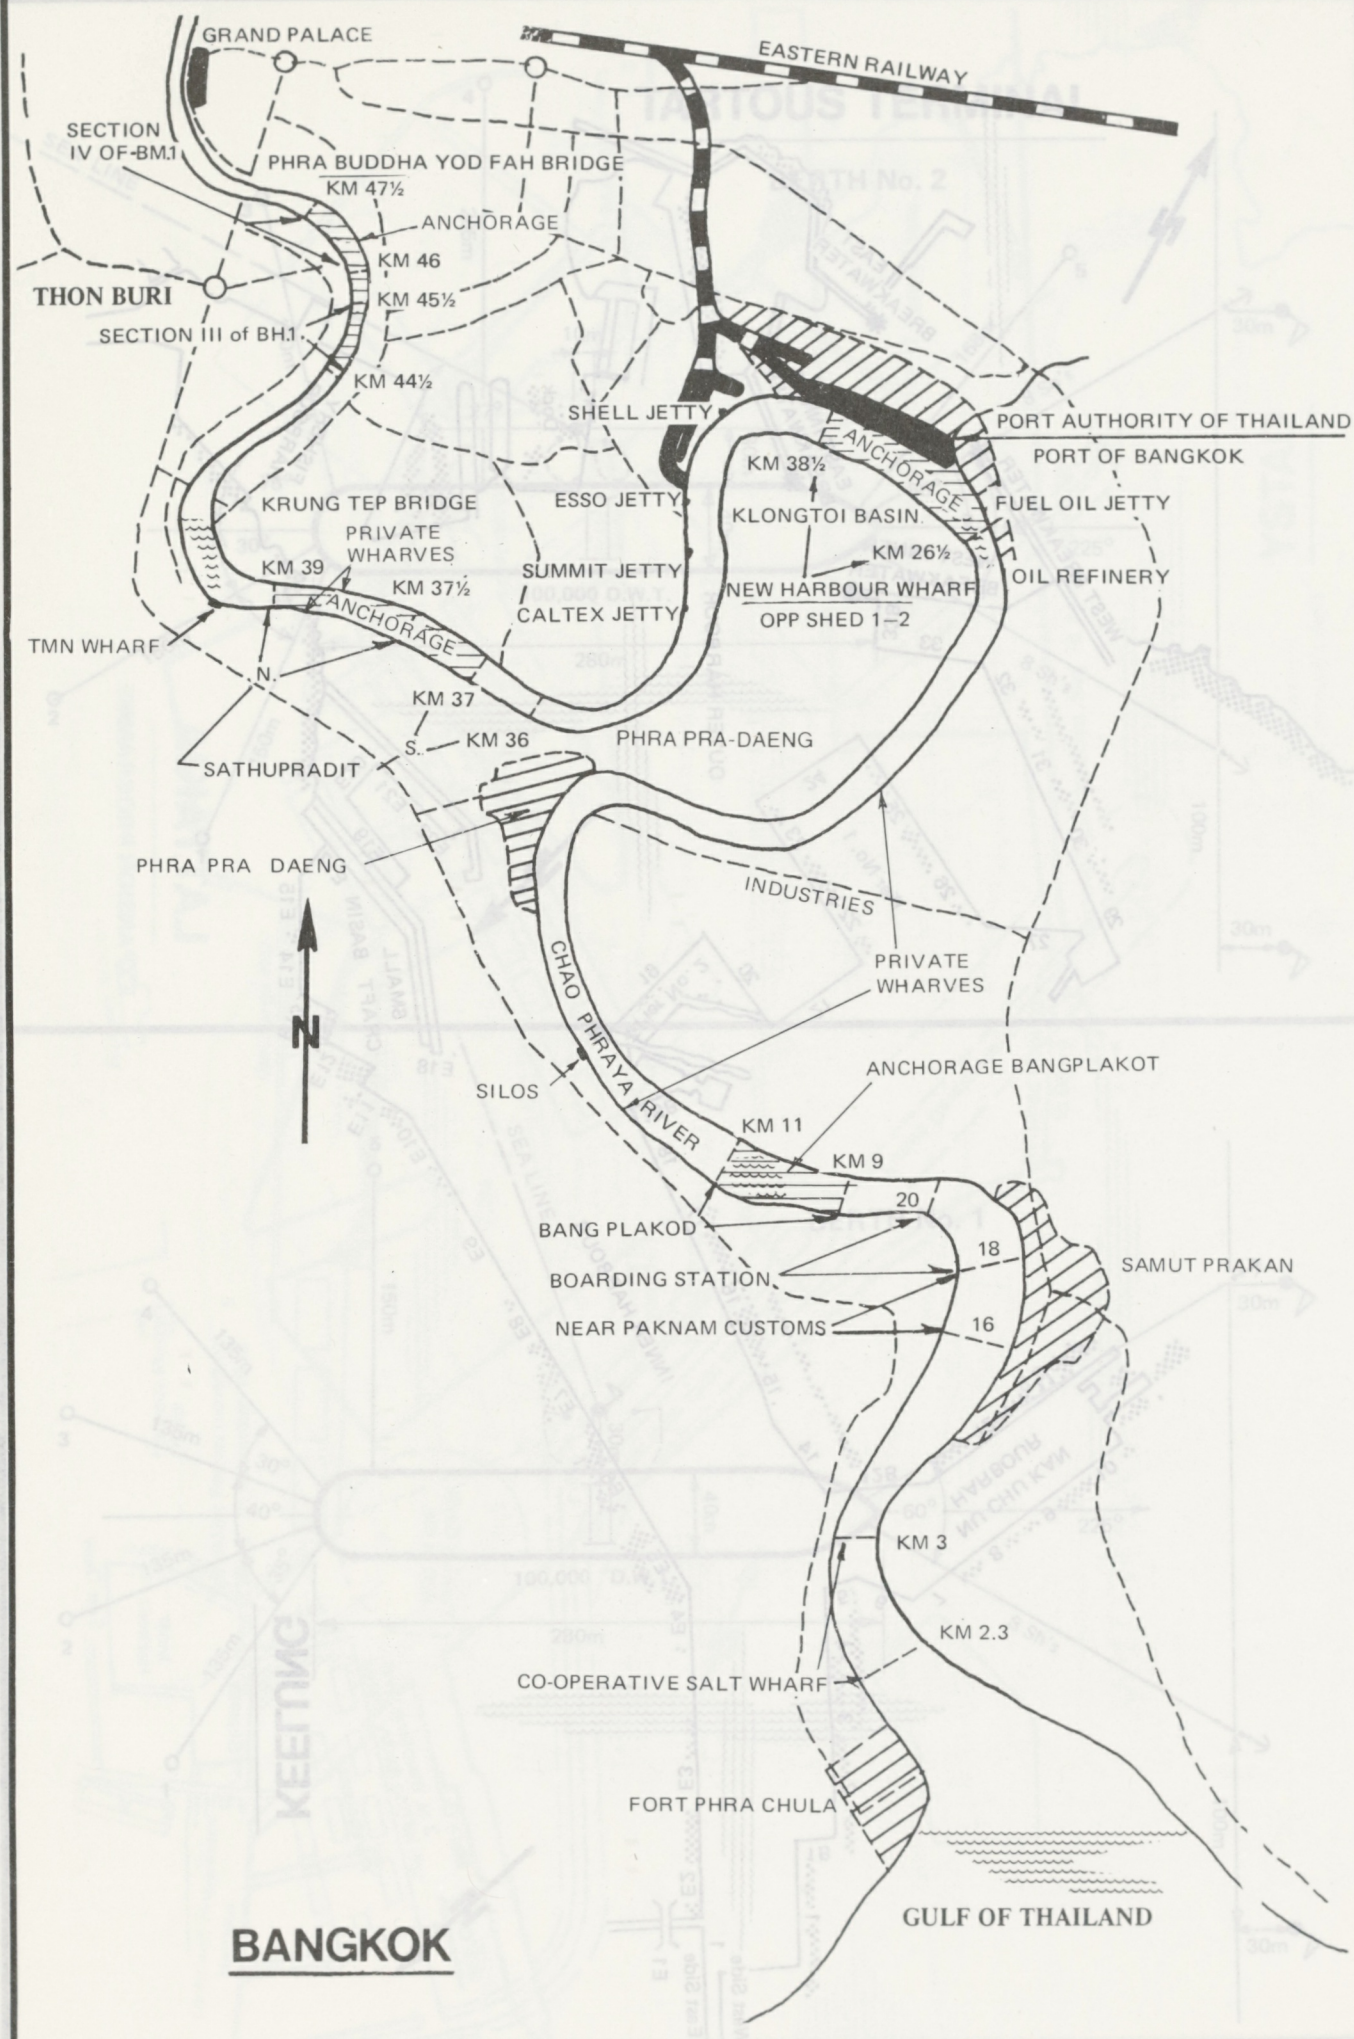 GRAND PALACE
EASTERN RAILWAY
SECTION
IV OF-BM.1
PHRA BUDDHA YOD FAH BRIDGE
KM 47½
ANCHORAGE
KM 46
THON BURI
KM 45½
SECTION III of BH.1
KM 44½
SHELL JETTY
PORT AUTHORITY OF THAILAND
PORT OF BANGKOK
ANCHORAGE
KM 38½
KRUNG TEP BRIDGE
ESSO JETTY
KLONGTOI BASIN
FUEL OIL JETTY
PRIVATE
WHARVES
KM 26½
KM 39
SUMMIT JETTY
OIL REFINERY
KM 37½
NEW HARBOUR WHARF
ANCHORAGE
CALTEX JETTY
OPP SHED 1–2
TMN WHARF
N.
KM 37
S.
KM 36
PHRA PRA-DAENG
SATHUPRADIT
PHRA PRA DAENG
INDUSTRIES
N
CHAO PHRAYA RIVER
PRIVATE
WHARVES
SILOS
ANCHORAGE BANGPLAKOT
KM 11
KM 9
20
BANG PLAKOD
18
SAMUT PRAKAN
BOARDING STATION
NEAR PAKNAM CUSTOMS
16
KM 3
KM 2.3
CO-OPERATIVE SALT WHARF
FORT PHRA CHULA
GULF OF THAILAND
BANGKOK
TARTOUS TERMINAL
BERTH No. 2
KEELUNG